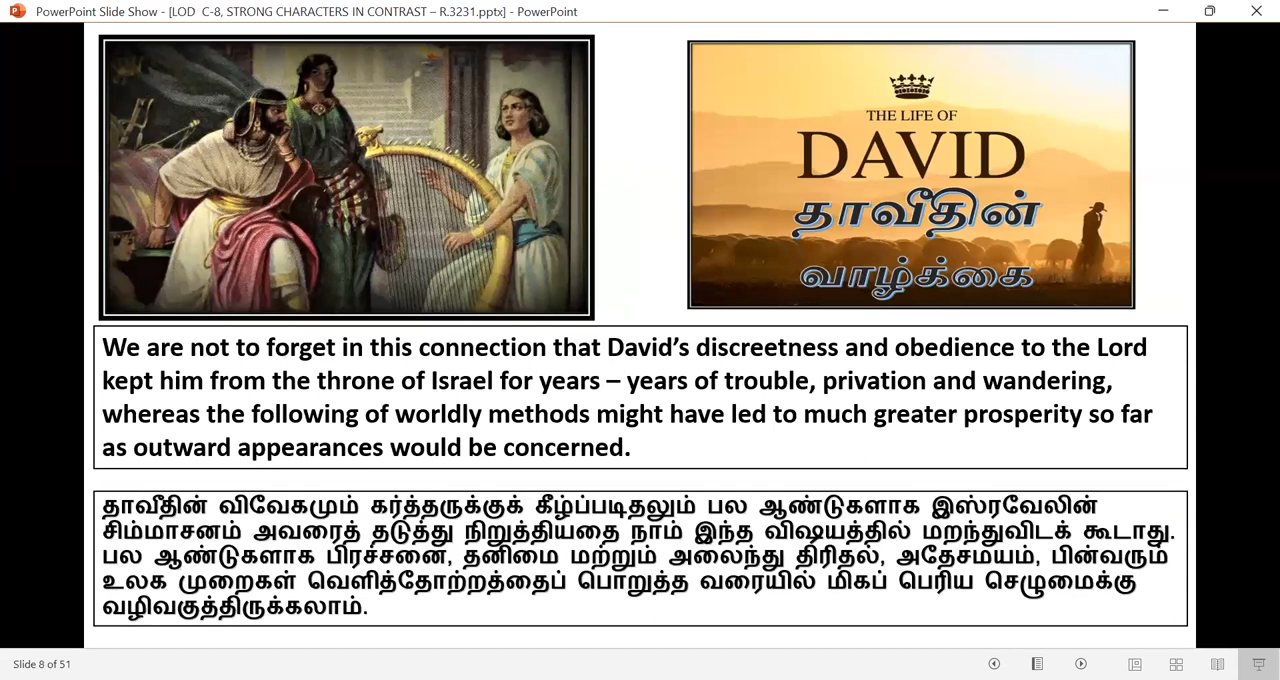 PowerPoint Slide Show - [LOD  C-8, STRONG CHARACTERS IN CONTRAST – R.3231.pptx] - PowerPoint
THE LIFE OF
DAVID
தாவீதின்
வாழ்க்கை
We are not to forget in this connection that David’s discreetness and obedience to the Lord
kept him from the throne of Israel for years – years of trouble, privation and wandering,
whereas the following of worldly methods might have led to much greater prosperity so far
as outward appearances would be concerned.
தாவீதின் விவேகமும் கர்த்தருக்குக் கீழ்ப்படிதலும் பல ஆண்டுகளாக இஸ்ரவேலின்
சிம்மாசனம் அவரைத் தடுத்து நிறுத்தியதை நாம் இந்த விஷயத்தில் மறந்துவிடக் கூடாது.
பல ஆண்டுகளாக பிரச்சனை, தனிமை மற்றும் அலைந்து திரிதல், அதேசமயம், பின்வரும்
உலக முறைகள் வெளித்தோற்றத்தைப் பொறுத்த வரையில் மிகப் பெரிய செழுமைக்கு
வழிவகுத்திருக்கலாம்.
Slide 8 of 51